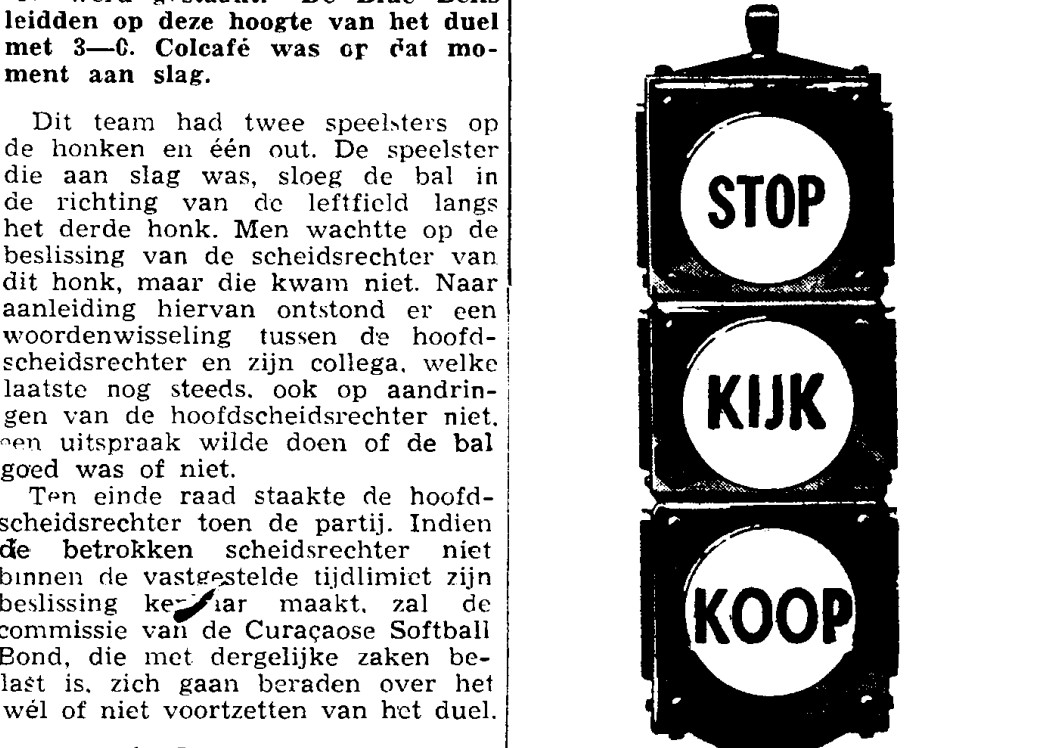 leidden op deze hoogte van het duel
met 3—0. Colcafé was op dat mo-
ment aan slag.
Dit team had twee speelsters op
de honken en één out. De speelster
die aan slag was, sloeg de bal in
de richting van de leftfield langs
het derde honk. Men wachtte op de
beslissing van de scheidsrechter van
dit honk, maar die kwam niet. Naar
aanleiding hiervan ontstond er een
woordenwisseling tussen de hoofd-
scheidsrechter en zijn collega, welke
laatste nog steeds, ook op aandrin-
gen van de hoofdscheidsrechter niet,
een uitspraak wilde doen of de bal
goed was of niet.
Ten einde raad staakte de hoofd-
scheidsrechter toen de partij. Indien
de betrokken scheidsrechter niet
binnen de vastgestelde tijdlimiet zijn
beslissing maakt, zal de
commissie van de Curaçaose Softball
Bond, die met dergelijke zaken be-
last is, zich gaan beraden over het
wél of niet voortzetten van het duel.
STOP
KIJK
KOOP